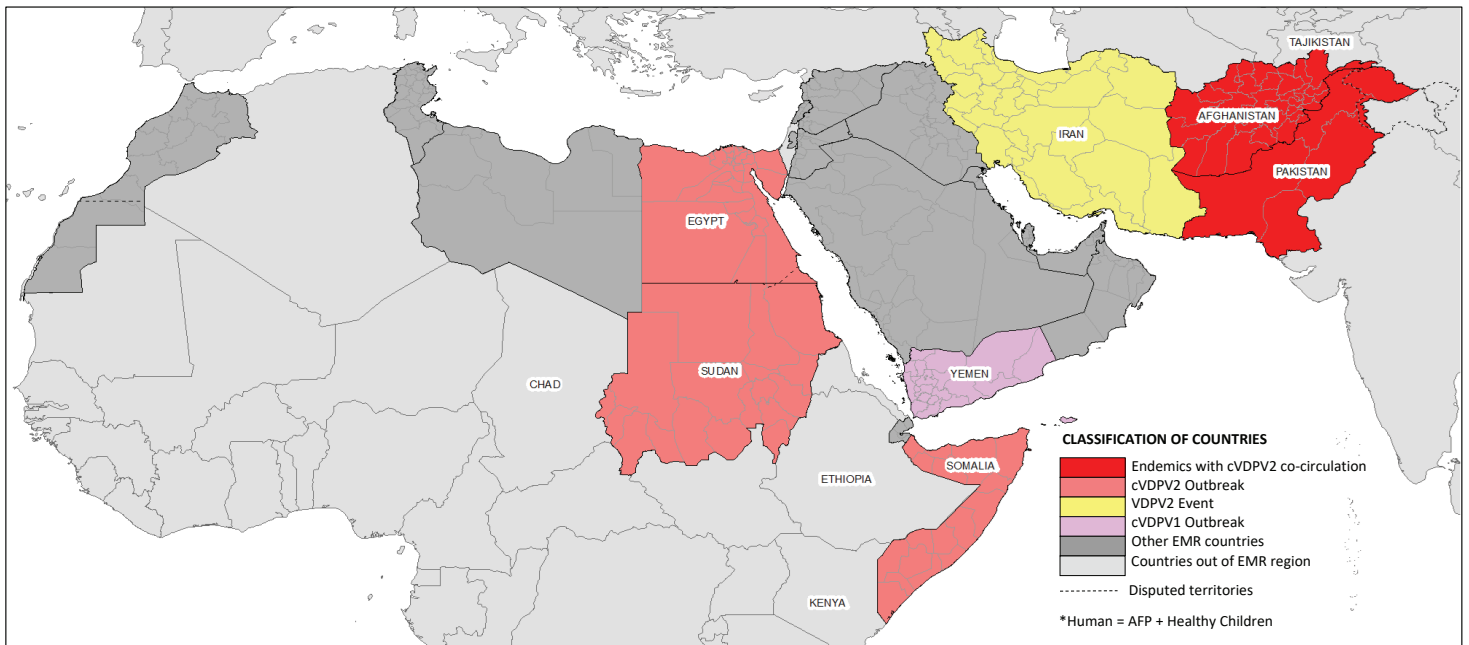 TAJIKISTAN
AFGHANISTAN
IRAN
PAKISTAN
EGYPT
SUDAN
CHAD
YEMEN
SOMALIA
ETHIOPIA
KENYA
CLASSIFICATION OF COUNTRIES
Endemics with cVDPV2 co-circulation
cVDPV2 Outbreak
VDPV2 Event
cVDPV1 Outbreak
Other EMR countries
Countries out of EMR region
Disputed territories
*Human = AFP + Healthy Children